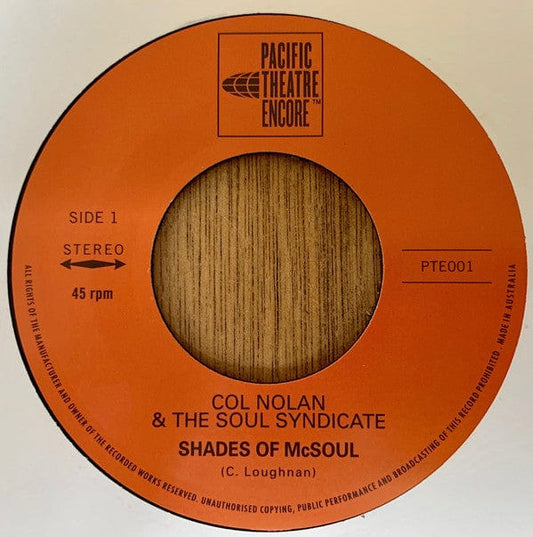 PACIFIC
THEATRE
ENCORE™
SIDE 1
STEREO
45 rpm
PTE001
COL NOLAN
& THE SOUL SYNDICATE
SHADES OF McSOUL
(C. Loughnan)
ALL RIGHTS OF THE MANUFACTURER AND OWNER OF THE RECORDED WORKS RESERVED. UNAUTHORISED COPYING, PUBLIC PERFORMANCE AND BROADCASTING OF THIS RECORD PROHIBITED . MADE IN AUSTRALIA